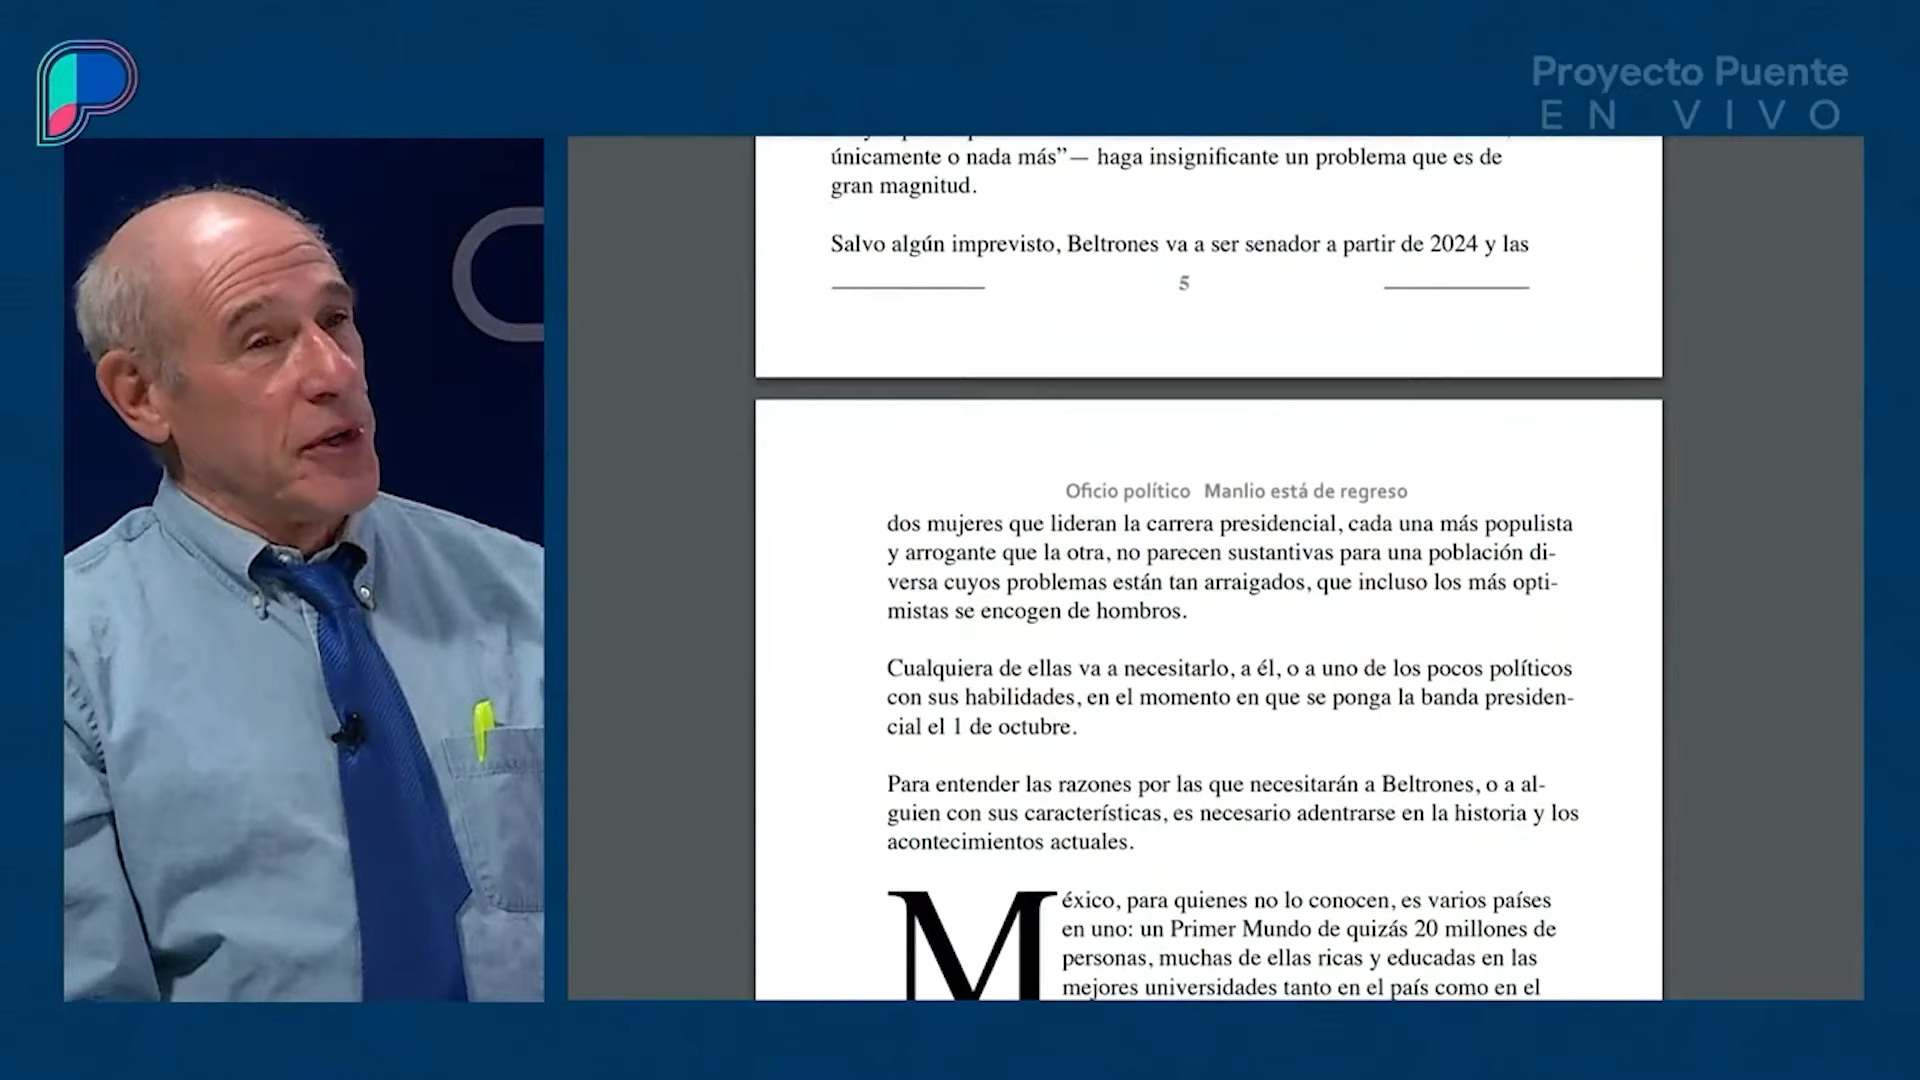 Proyecto Puente
EN VIVO
únicamente o nada más”— haga insignificante un problema que es de
gran magnitud.
Salvo algún imprevisto, Beltrones va a ser senador a partir de 2024 y las
5
Oficio político Manlio está de regreso
dos mujeres que lideran la carrera presidencial, cada una más populista
y arrogante que la otra, no parecen sustantivas para una población di-
versa cuyos problemas están tan arraigados, que incluso los más opti-
mistas se encogen de hombros.
Cualquiera de ellas va a necesitarlo, a él, o a uno de los pocos políticos
con sus habilidades, en el momento en que se ponga la banda presiden-
cial el 1 de octubre.
Para entender las razones por las que necesitarán a Beltrones, o a al-
guien con sus características, es necesario adentrarse en la historia y los
acontecimientos actuales.
México, para quienes no lo conocen, es varios países
en uno: un Primer Mundo de quizás 20 millones de
personas, muchas de ellas ricas y educadas en las
mejores universidades tanto en el país como en el